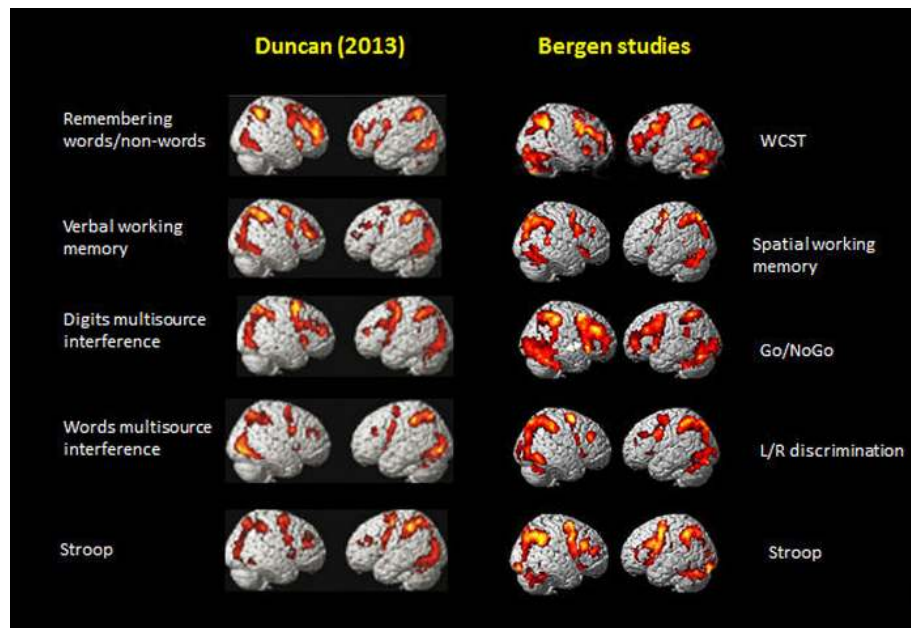 Duncan (2013)
Bergen studies
Remembering
words/non-words
WCST
Verbal working
memory
Spatial working
memory
Digits multisource
interference
Go/NoGo
Words multisource
interference
L/R discrimination
Stroop
Stroop